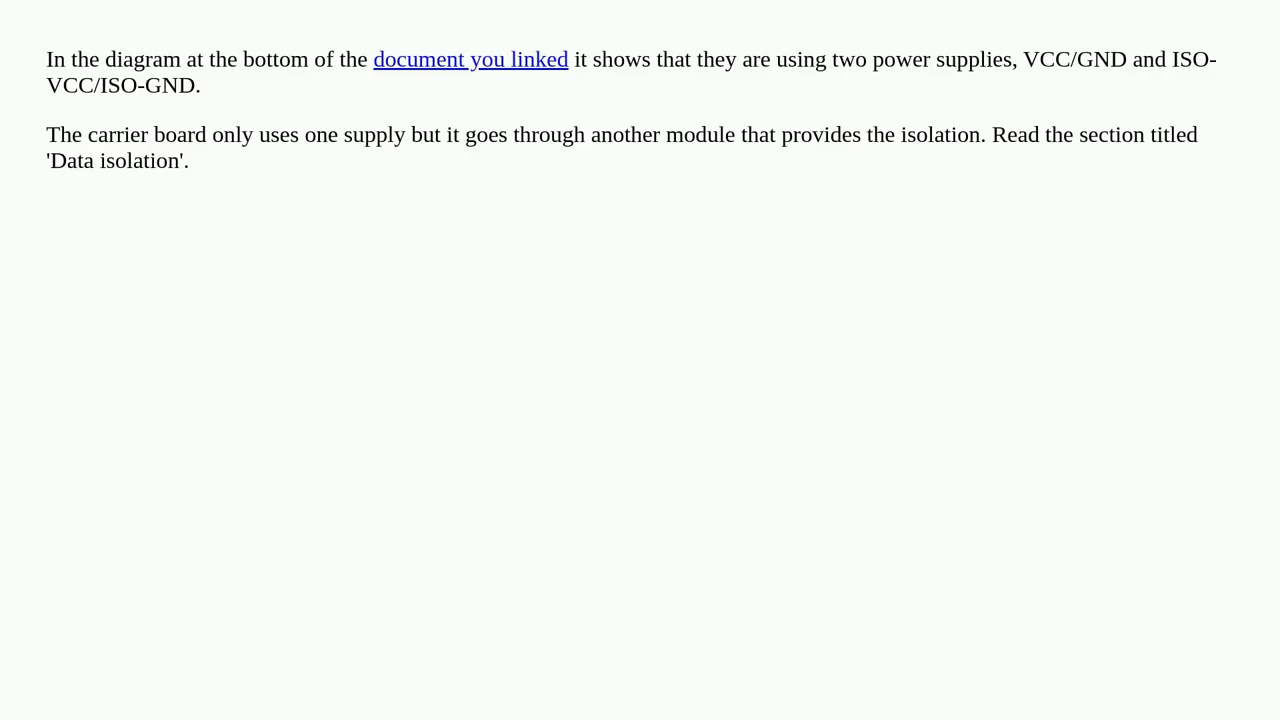 In the diagram at the bottom of the document you linked it shows that they are using two power supplies, VCC/GND and ISO-
VCC/ISO-GND.
The carrier board only uses one supply but it goes through another module that provides the isolation. Read the section titled
'Data isolation'.